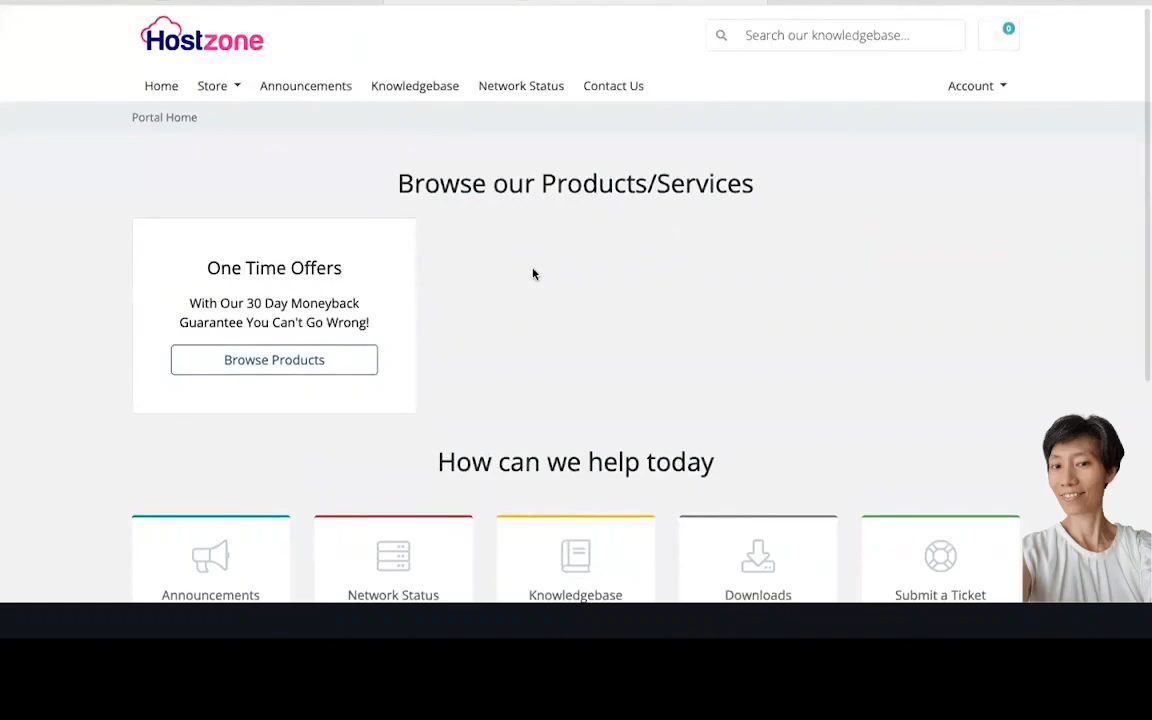 Hostzone
Search our knowledgebase...
0
Home Store Announcements Knowledgebase Network Status Contact Us Account
Portal Home
Browse our Products/Services
One Time Offers
With Our 30 Day Moneyback
Guarantee You Can't Go Wrong!
Browse Products
How can we help today
Announcements Network Status Knowledgebase Downloads Submit a Ticket